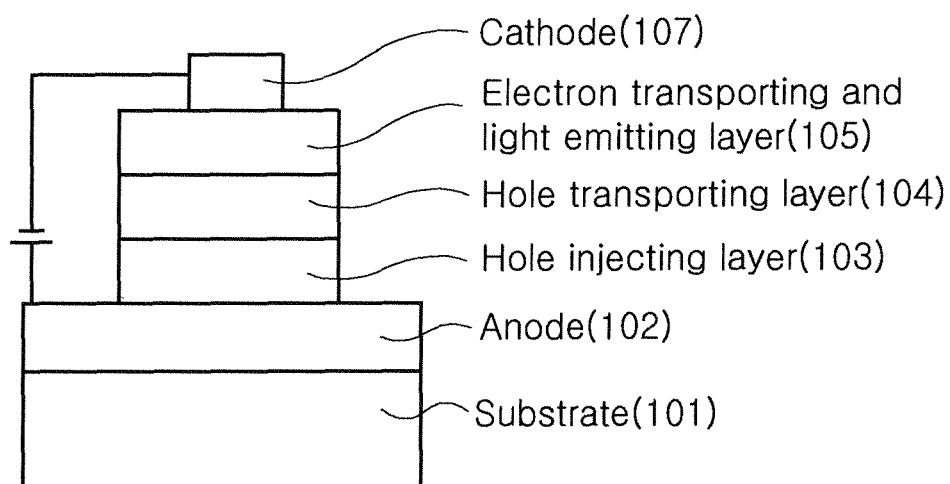 Cathode(107)
Electron transporting and
light emitting layer(105)
Hole transporting layer(104)
Hole injecting layer(103)
Anode(102)
Substrate(101)